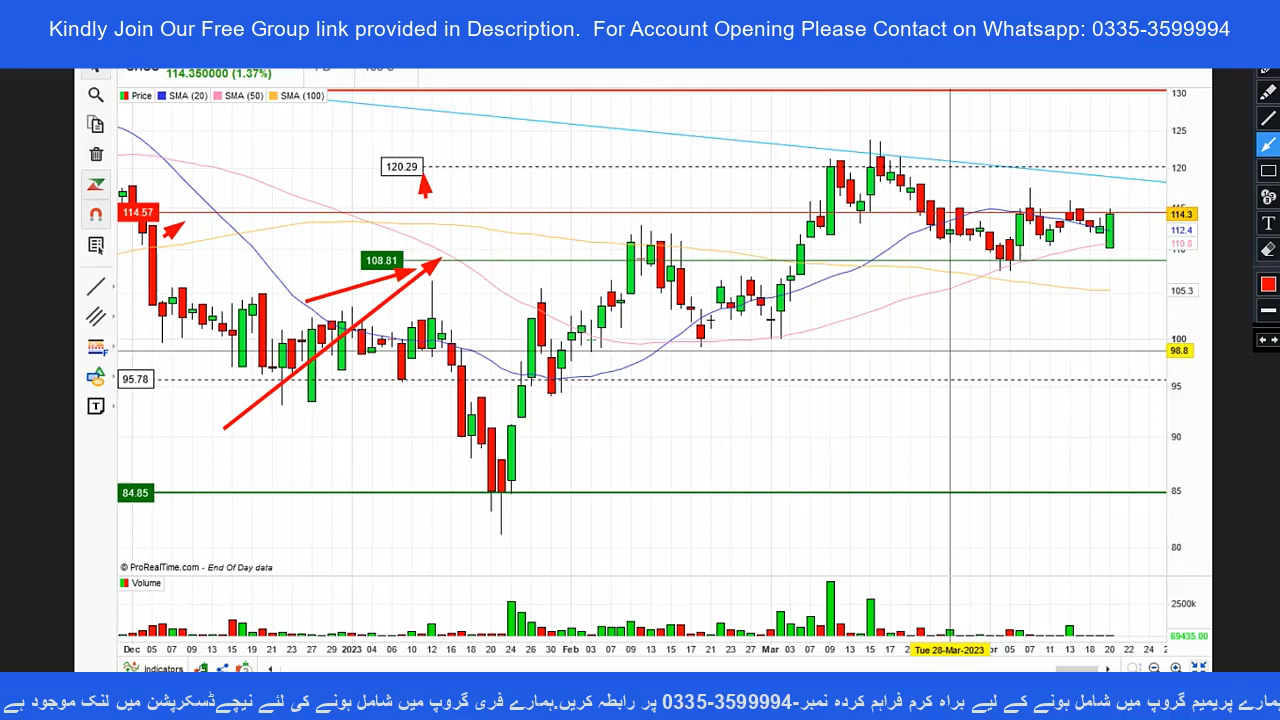 Kindly Join Our Free Group link provided in Description. For Account Opening Please Contact on Whatsapp: 0335-3599994
114.350000 (1.37%)
Price SMA (20) SMA (50) SMA (100)
130
125
120.29
120
115
114.57
114.3
112.4
110.8
110
108.81
105.3
100
98.8
95.78
95
90
84.85
85
80
© ProRealTime.com - End Of Day data
Volume
2500k
69435.00
Dec 05 07 09 13 15 19 21 23 27 29 2023 04 06 10 12 16 18 20 24 26 30 Feb 03 07 09 13 15 17 21 23 27 Mar 03 07 09 13 15 17 21 Tue 28-Mar-2023 05 07 11 13 17 18 20 22 24
Indicators
ہمارے پریمیم گروپ میں شامل ہونے کے لیے براہ کرم فراہم کردہ نمبر-0335-3599994 پر رابطہ کریں.ہمارے فری گروپ میں شامل ہونے کی لئے نیچےڈسکرپشن میں لنک موجود ہے